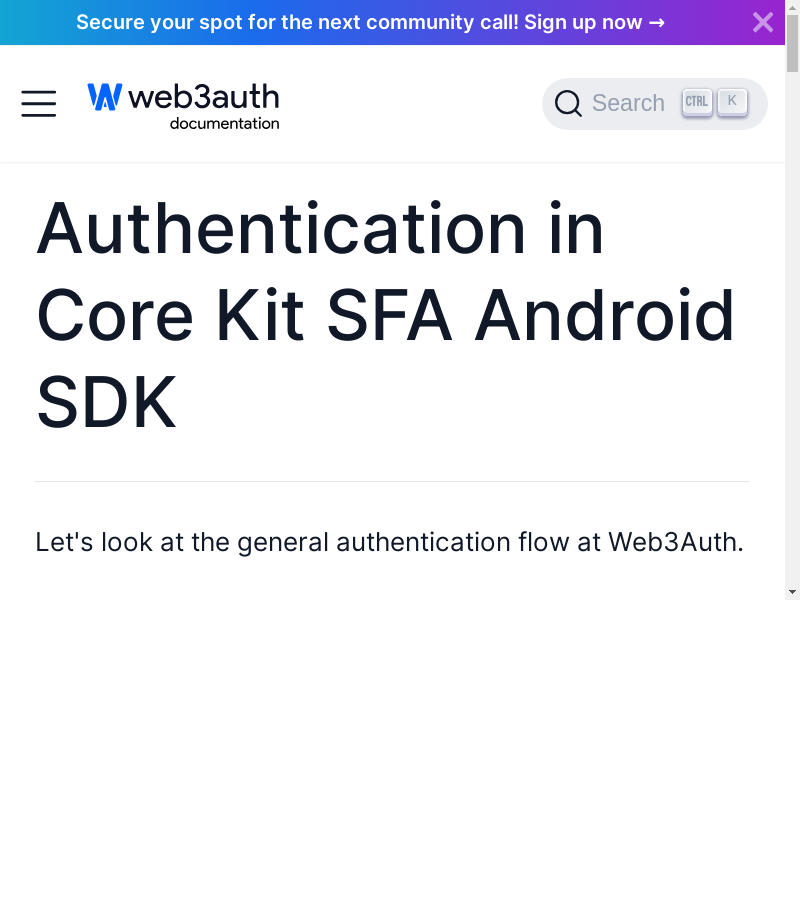 Secure your spot for the next community call! Sign up now →
web3auth
documentation
Search CTRL K
Authentication in
Core Kit SFA Android
SDK
Let's look at the general authentication flow at Web3Auth.